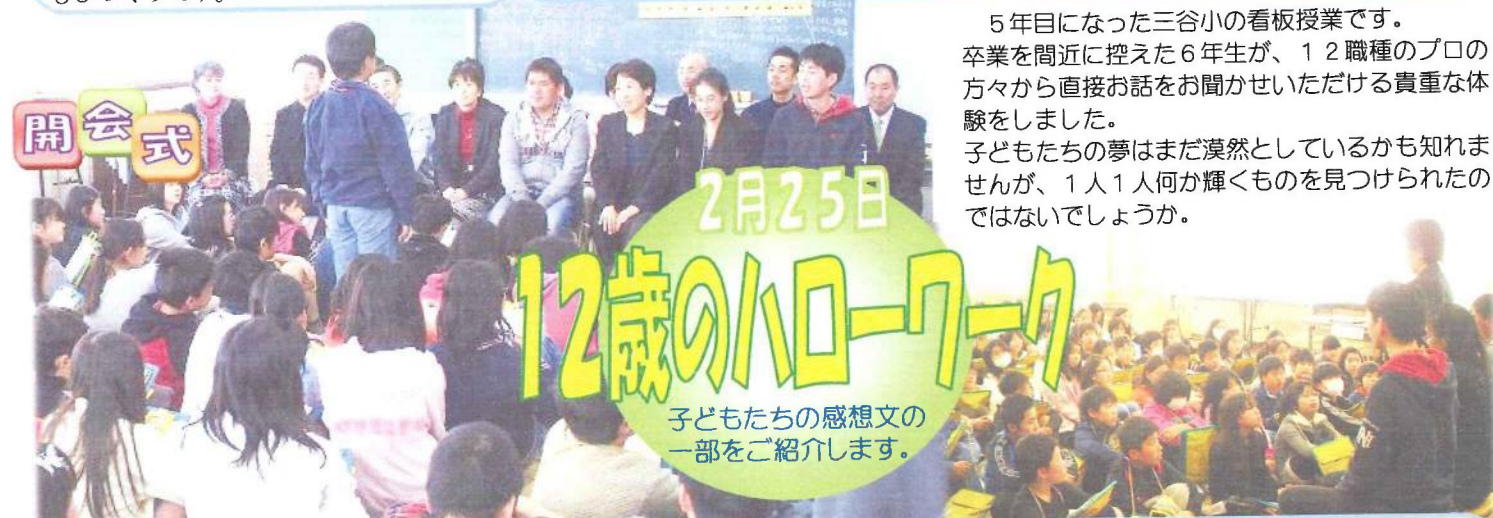 開会式
5年目になった三谷小の看板授業です。
卒業を間近に控えた6年生が、12職種のプロの
方々から直接お話をお聞かせいただける貴重な体
験をしました。
子どもたちの夢はまだ漠然としているかも知れま
せんが、1人1人何か輝くものを見つけられたの
ではないでしょうか。
2月25日
12歳のハローワーク
子どもたちの感想文の
一部をご紹介します。